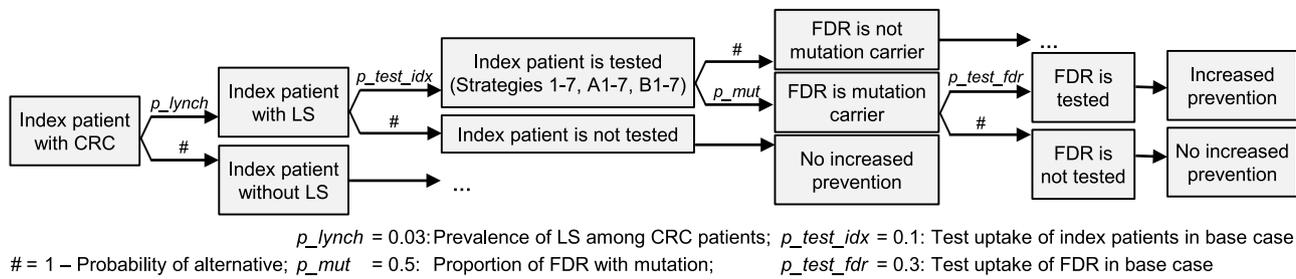 Index patient
with CRC
p_lynch
#
Index patient
with LS
Index patient
without LS
p_test_idx
#
...
Index patient is tested
(Strategies 1-7, A1-7, B1-7)
Index patient is not tested
#
p_mut
FDR is not
mutation carrier
FDR is mutation
carrier
No increased
prevention
...
p_test_fdr
#
FDR is
tested
FDR is
not tested
Increased
prevention
No increased
prevention
p_lynch = 0.03: Prevalence of LS among CRC patients; p_test_idx = 0.1: Test uptake of index patients in base case
# = 1 – Probability of alternative; p_mut = 0.5: Proportion of FDR with mutation; p_test_fdr = 0.3: Test uptake of FDR in base case